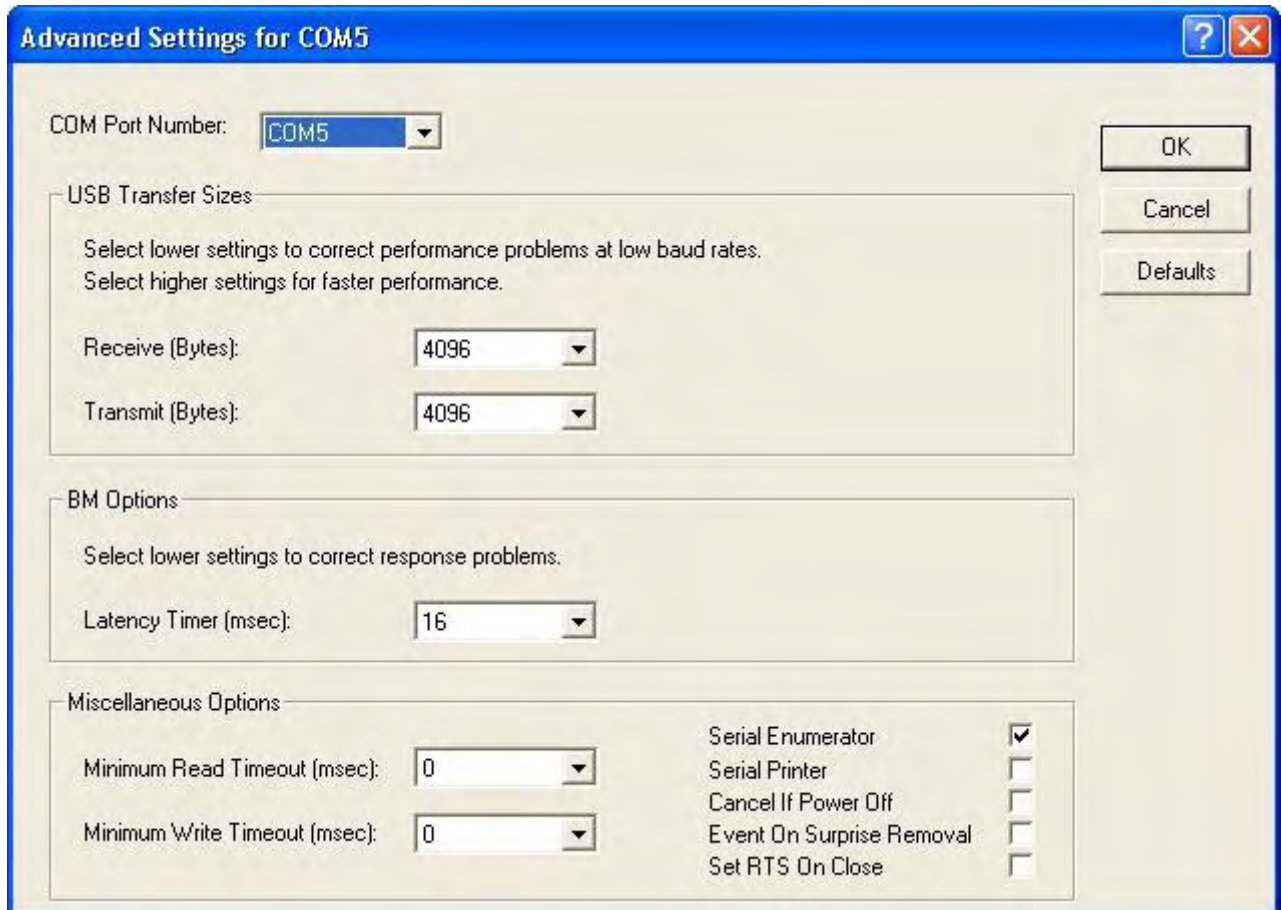 Advanced Settings for COM5
COM Port Number: COM5
OK
Cancel
Defaults
USB Transfer Sizes
Select lower settings to correct performance problems at low baud rates.
Select higher settings for faster performance.
Receive (Bytes): 4096
Transmit (Bytes): 4096
BM Options
Select lower settings to correct response problems.
Latency Timer (msec): 16
Miscellaneous Options
Minimum Read Timeout (msec): 0
Minimum Write Timeout (msec): 0
Serial Enumerator
Serial Printer
Cancel If Power Off
Event On Surprise Removal
Set RTS On Close